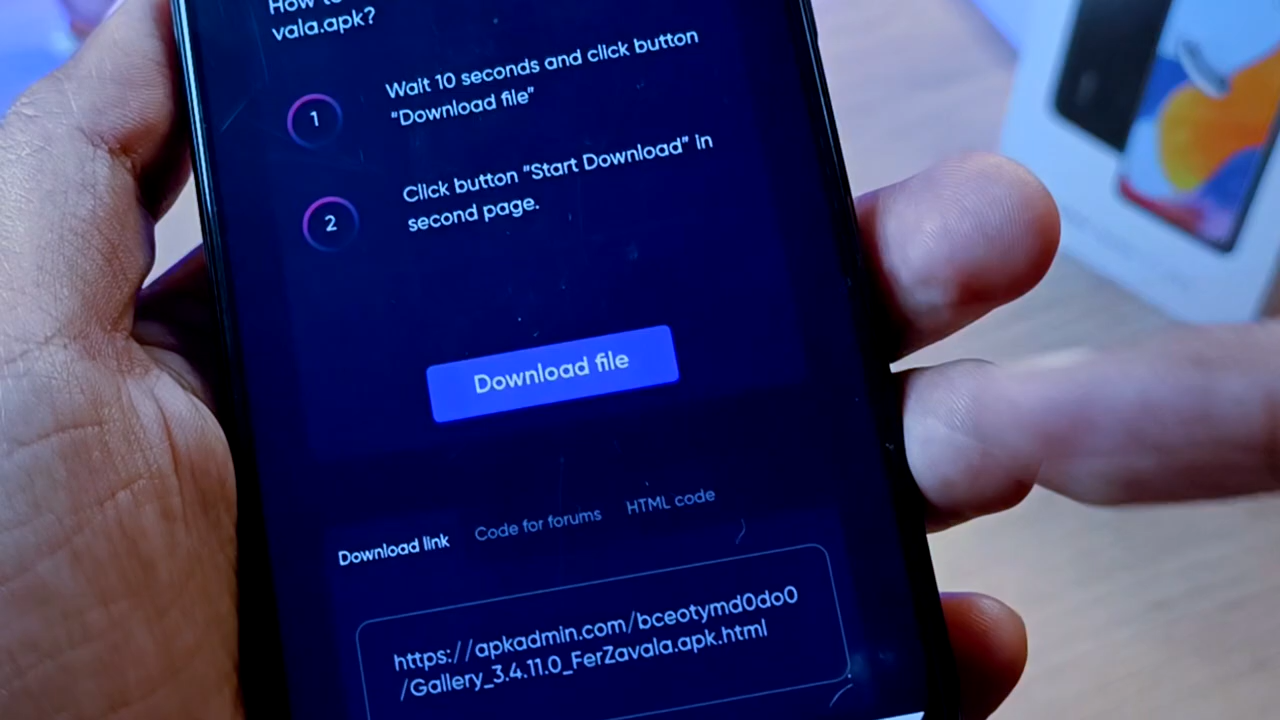 How to
vala.apk?
1
Wait 10 seconds and click button
"Download file"
2
Click button "Start Download" in
second page.
Download file
Download link
Code for forums
HTML code
https://apkadmin.com/bceotymd0do0
/Gallery_3.4.11.0_FerZavala.apk.html